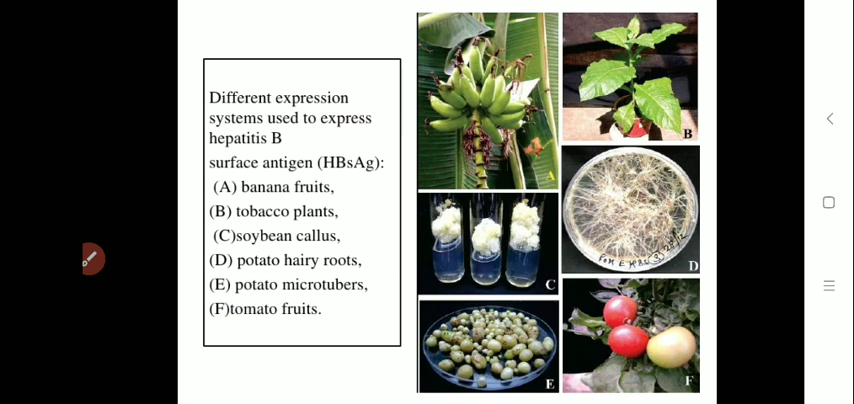 Different expression
systems used to express
hepatitis B
surface antigen (HBsAg):
(A) banana fruits,
(B) tobacco plants,
(C)soybean callus,
(D) potato hairy roots,
(E) potato microtubers,
(F)tomato fruits.
A
B
C
D
E
F